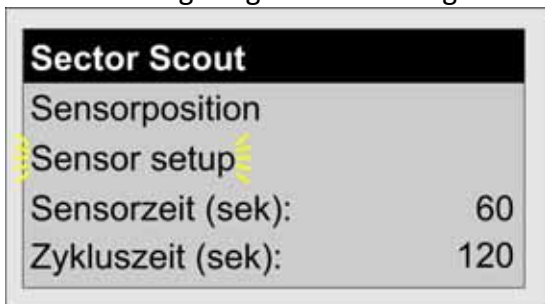 Sector Scout
Sensorposition
Sensor setup
Sensorzeit (sek): 60
Zykluszeit (sek): 120